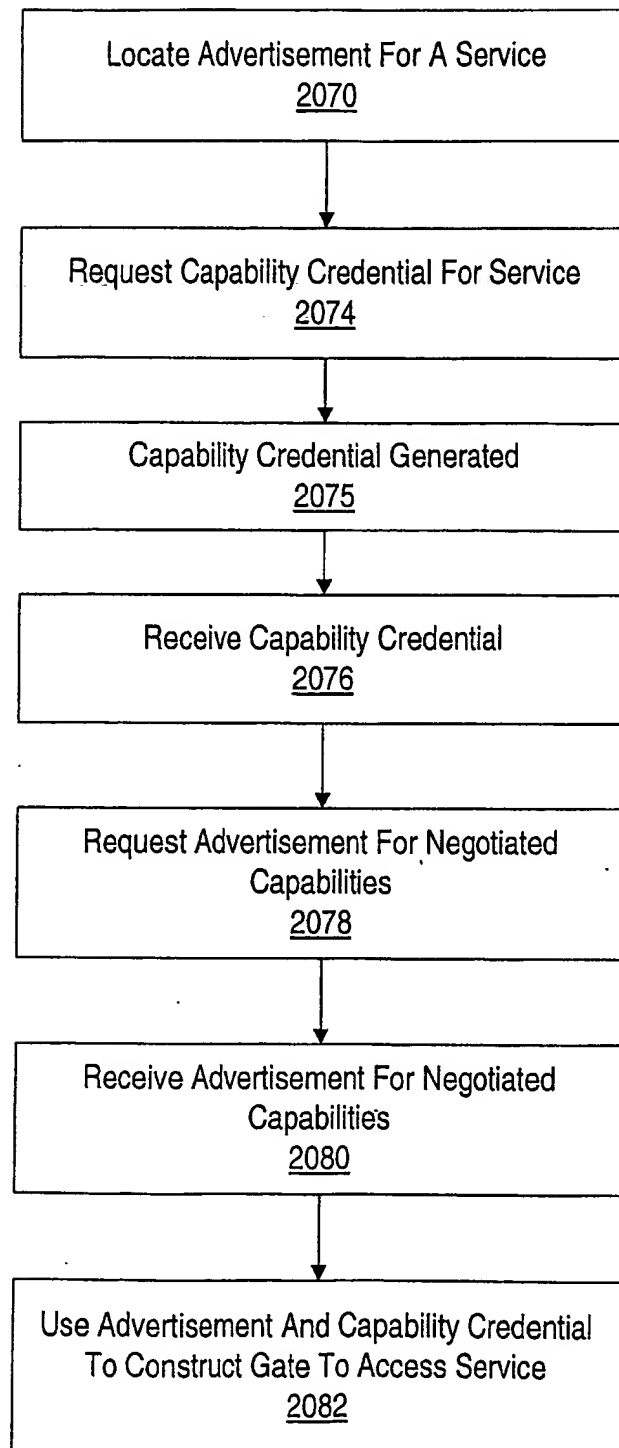 Locate Advertisement For A Service
2070
Request Capability Credential For Service
2074
Capability Credential Generated
2075
Receive Capability Credential
2076
Request Advertisement For Negotiated
Capabilities
2078
Receive Advertisement For Negotiated
Capabilities
2080
Use Advertisement And Capability Credential
To Construct Gate To Access Service
2082